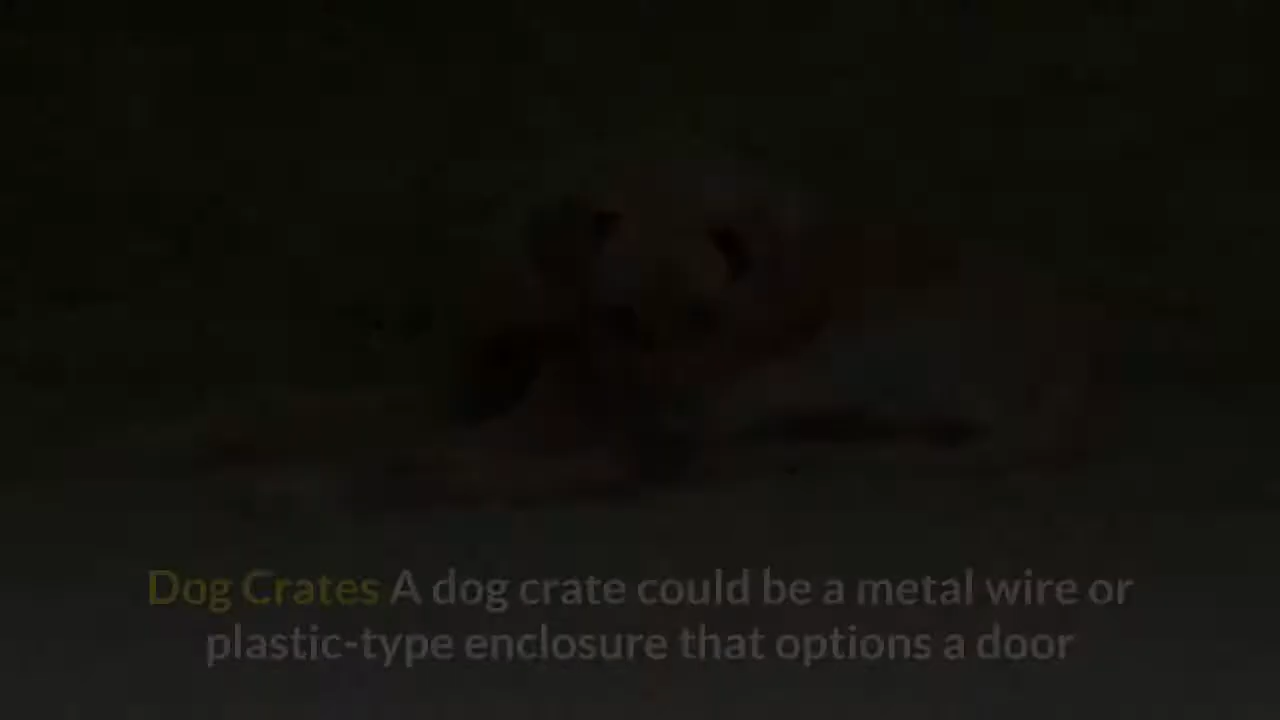 Dog Crates A dog crate could be a metal wire or
plastic-type enclosure that options a door